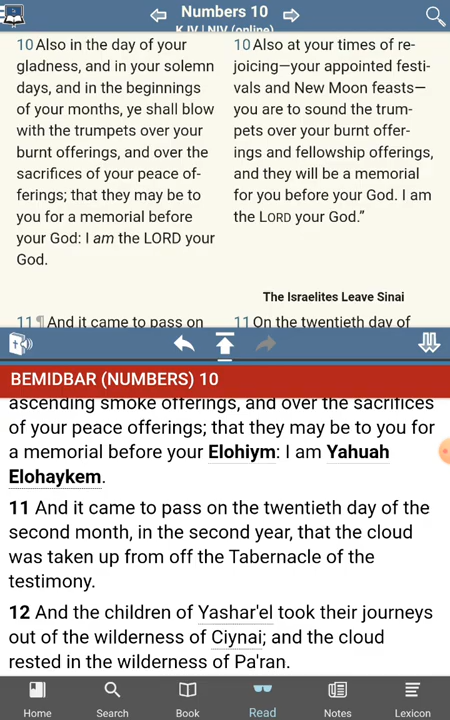 Numbers 10
KJV | NIV (online)
10 Also in the day of your
gladness, and in your solemn
days, and in the beginnings
of your months, ye shall blow
with the trumpets over your
burnt offerings, and over the
sacrifices of your peace of-
ferings; that they may be to
you for a memorial before
your God: I am the LORD your
God.
11 ¶ And it came to pass on
10 Also at your times of re-
joicing—your appointed festi-
vals and New Moon feasts—
you are to sound the trum-
pets over your burnt offer-
ings and fellowship offerings,
and they will be a memorial
for you before your God. I am
the LORD your God.”
The Israelites Leave Sinai
11 On the twentieth day of
BEMIDBAR (NUMBERS) 10
ascending smoke offerings, and over the sacrifices
of your peace offerings; that they may be to you for
a memorial before your Elohiym: I am Yahuah
Elohaykem.
11 And it came to pass on the twentieth day of the
second month, in the second year, that the cloud
was taken up from off the Tabernacle of the
testimony.
12 And the children of Yashar'el took their journeys
out of the wilderness of Ciynai; and the cloud
rested in the wilderness of Pa'ran.
Home Search Book Read Notes Lexicon